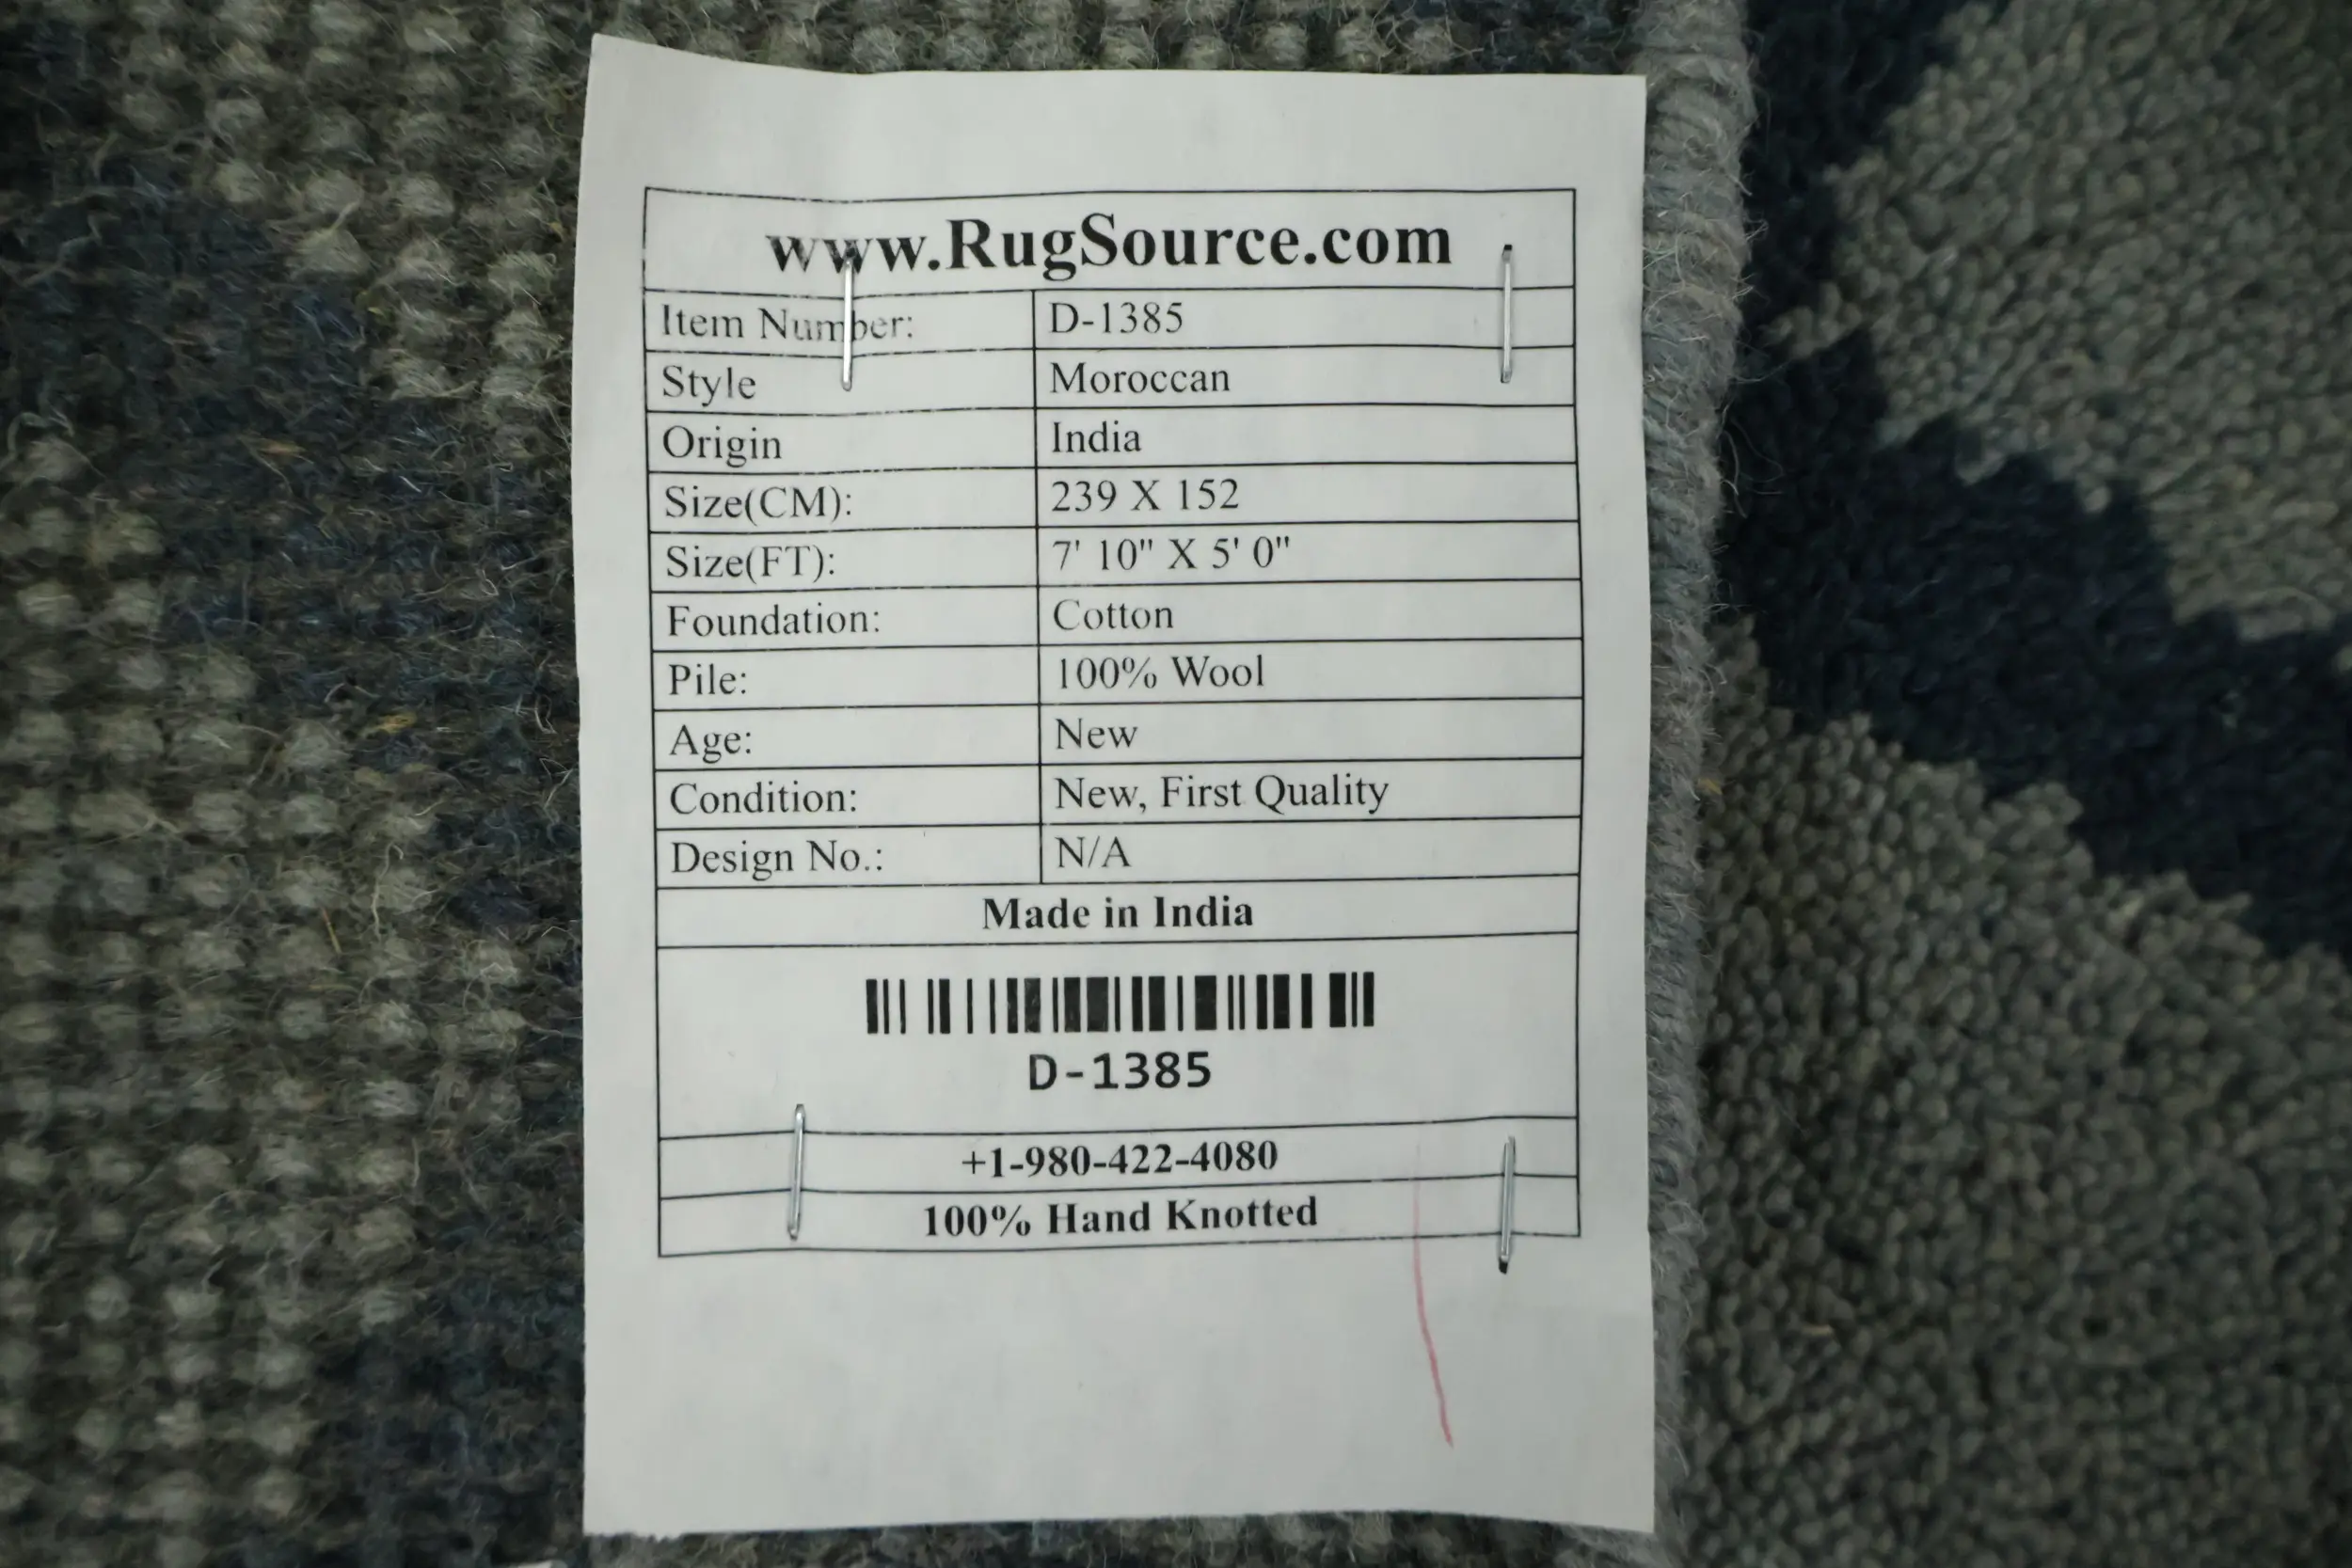 www.RugSource.com
Item Number: D-1385
Style Moroccan
Origin India
Size(CM): 239 X 152
Size(FT): 7' 10" X 5' 0"
Foundation: Cotton
Pile: 100% Wool
Age: New
Condition: New, First Quality
Design No.: N/A
Made in India
D-1385
+1-980-422-4080
100% Hand Knotted